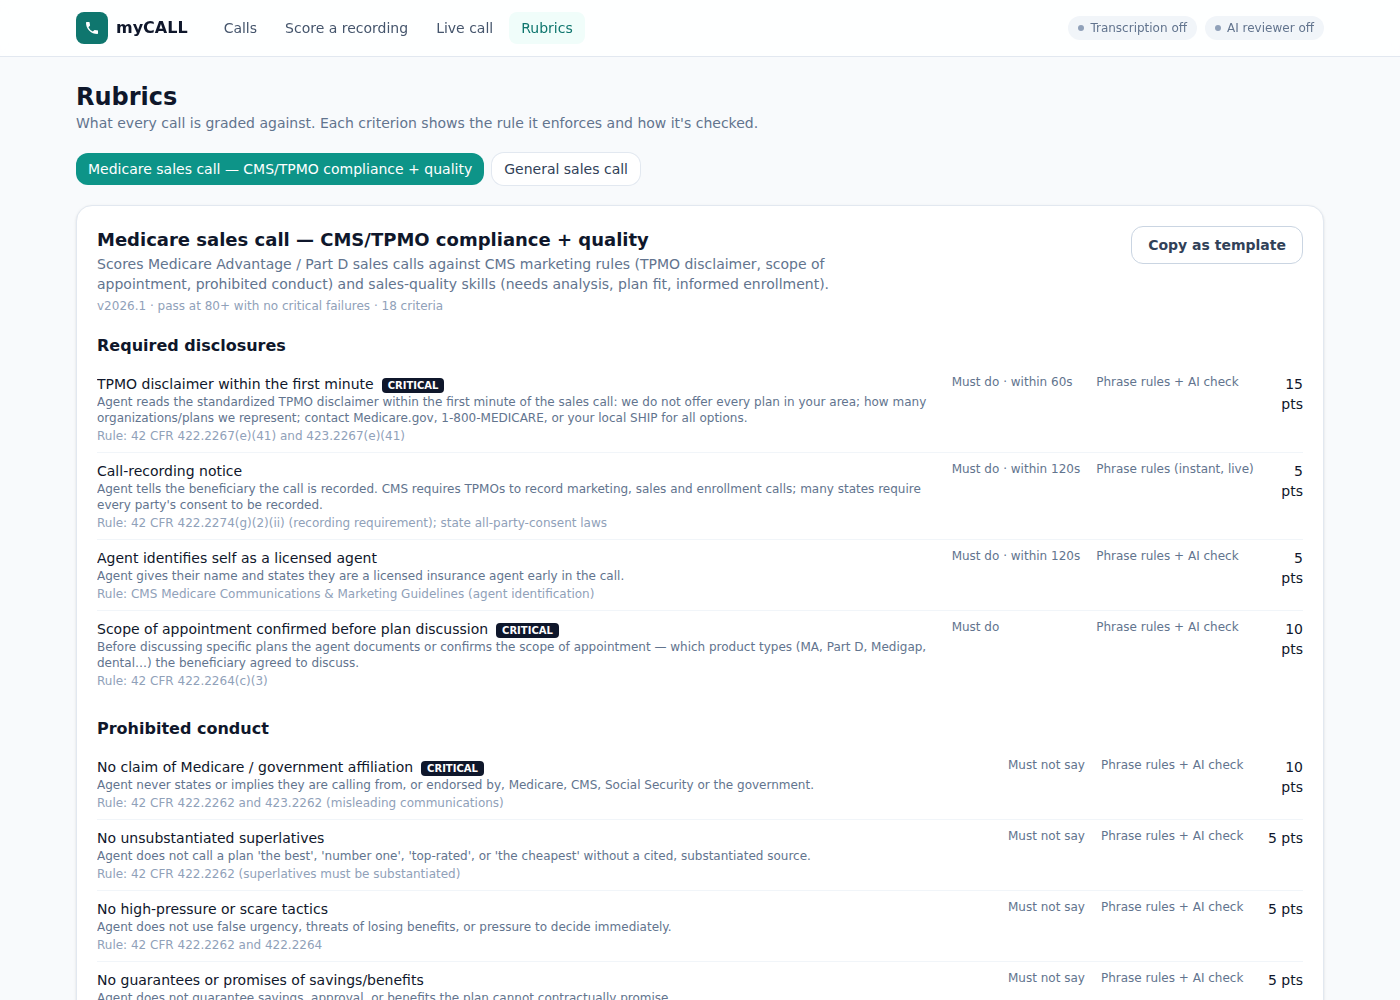 myCALL
Calls
Score a recording
Live call
Rubrics
Transcription off
AI reviewer off
Rubrics
What every call is graded against. Each criterion shows the rule it enforces and how it's checked.
Medicare sales call — CMS/TPMO compliance + quality
General sales call
Medicare sales call — CMS/TPMO compliance + quality
Copy as template
Scores Medicare Advantage / Part D sales calls against CMS marketing rules (TPMO disclaimer, scope of
appointment, prohibited conduct) and sales-quality skills (needs analysis, plan fit, informed enrollment).
v2026.1 · pass at 80+ with no critical failures · 18 criteria
Required disclosures
TPMO disclaimer within the first minute CRITICAL
Agent reads the standardized TPMO disclaimer within the first minute of the sales call: we do not offer every plan in your area; how many
organizations/plans we represent; contact Medicare.gov, 1-800-MEDICARE, or your local SHIP for all options.
Rule: 42 CFR 422.2267(e)(41) and 423.2267(e)(41)
Must do · within 60s
Phrase rules + AI check
15
pts
Call-recording notice
Agent tells the beneficiary the call is recorded. CMS requires TPMOs to record marketing, sales and enrollment calls; many states require
every party's consent to be recorded.
Rule: 42 CFR 422.2274(g)(2)(ii) (recording requirement); state all-party-consent laws
Must do · within 120s
Phrase rules (instant, live)
5
pts
Agent identifies self as a licensed agent
Agent gives their name and states they are a licensed insurance agent early in the call.
Rule: CMS Medicare Communications & Marketing Guidelines (agent identification)
Must do · within 120s
Phrase rules + AI check
5
pts
Scope of appointment confirmed before plan discussion CRITICAL
Before discussing specific plans the agent documents or confirms the scope of appointment — which product types (MA, Part D, Medigap,
dental...) the beneficiary agreed to discuss.
Rule: 42 CFR 422.2264(c)(3)
Must do
Phrase rules + AI check
10
pts
Prohibited conduct
No claim of Medicare / government affiliation CRITICAL
Agent never states or implies they are calling from, or endorsed by, Medicare, CMS, Social Security or the government.
Rule: 42 CFR 422.2262 and 423.2262 (misleading communications)
Must not say
Phrase rules + AI check
10
pts
No unsubstantiated superlatives
Agent does not call a plan 'the best', 'number one', 'top-rated', or 'the cheapest' without a cited, substantiated source.
Rule: 42 CFR 422.2262 (superlatives must be substantiated)
Must not say
Phrase rules + AI check
5 pts
No high-pressure or scare tactics
Agent does not use false urgency, threats of losing benefits, or pressure to decide immediately.
Rule: 42 CFR 422.2262 and 422.2264
Must not say
Phrase rules + AI check
5 pts
No guarantees or promises of savings/benefits
Agent does not guarantee savings, approval, or benefits the plan cannot contractually promise.
Must not say
Phrase rules + AI check
5 pts